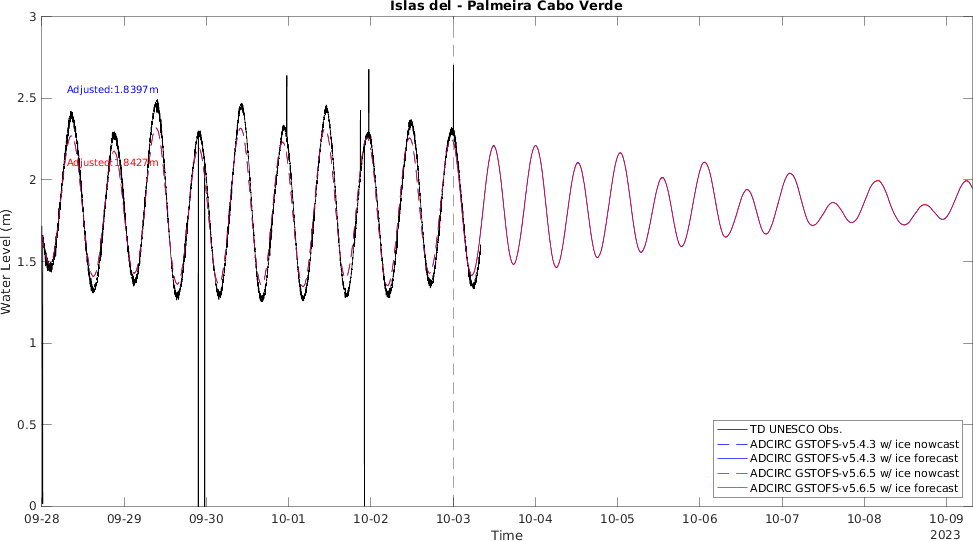 Islas del - Palmeira Cabo Verde
3
2.5
2
1.5
1
0.5
0
Water Level (m)
Adjusted:1.8397m
Adjusted:1.8427m
TD UNESCO Obs.
ADCIRC GSTOFS-v5.4.3 w/ ice nowcast
ADCIRC GSTOFS-v5.4.3 w/ ice forecast
ADCIRC GSTOFS-v5.6.5 w/ ice nowcast
ADCIRC GSTOFS-v5.6.5 w/ ice forecast
09-28 09-29 09-30 10-01 10-02 10-03 10-04 10-05 10-06 10-07 10-08 10-09
Time
2023